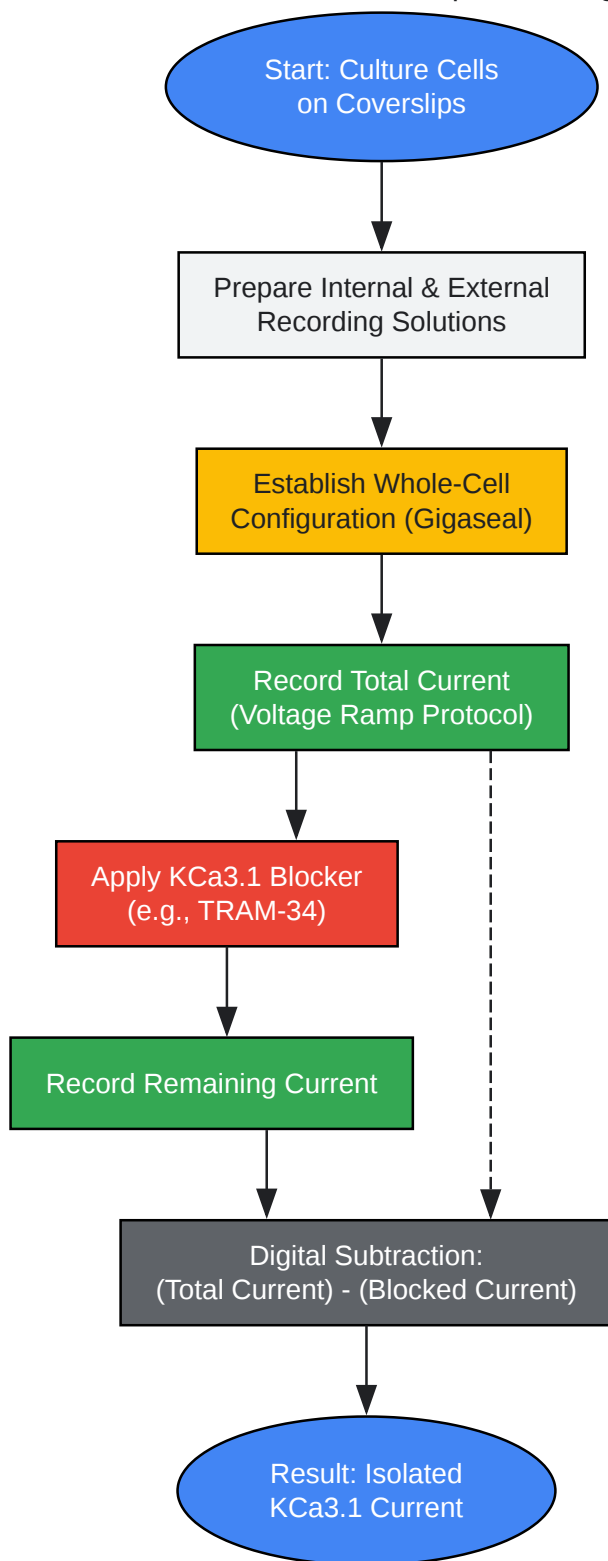 Start: Culture Cells
on Coverslips
Prepare Internal & External
Recording Solutions
Establish Whole-Cell
Configuration (Gigaseal)
Record Total Current
(Voltage Ramp Protocol)
Apply KCa3.1 Blocker
(e.g., TRAM-34)
Record Remaining Current
Digital Subtraction:
(Total Current) - (Blocked Current)
Result: Isolated
KCa3.1 Current